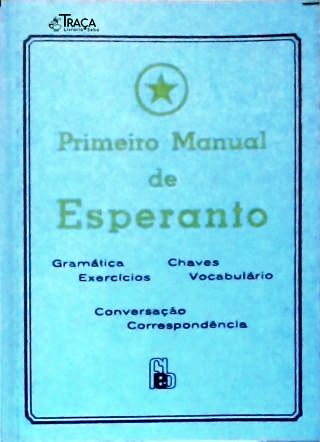 TRAÇA
Livraria Sebo
Primeiro Manual
de
Esperanto
Gramática Chaves
Exercícios Vocabulário
Conversação
Correspondência